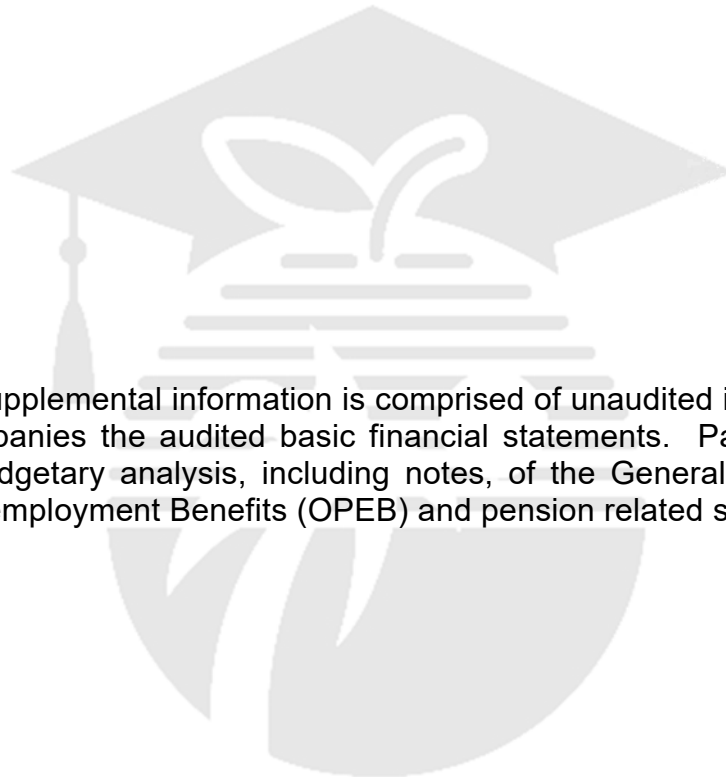 upplemental information is comprised of unaudited i
panies the audited basic financial statements. Pa
dgetary analysis, including notes, of the General
employment Benefits (OPEB) and pension related s